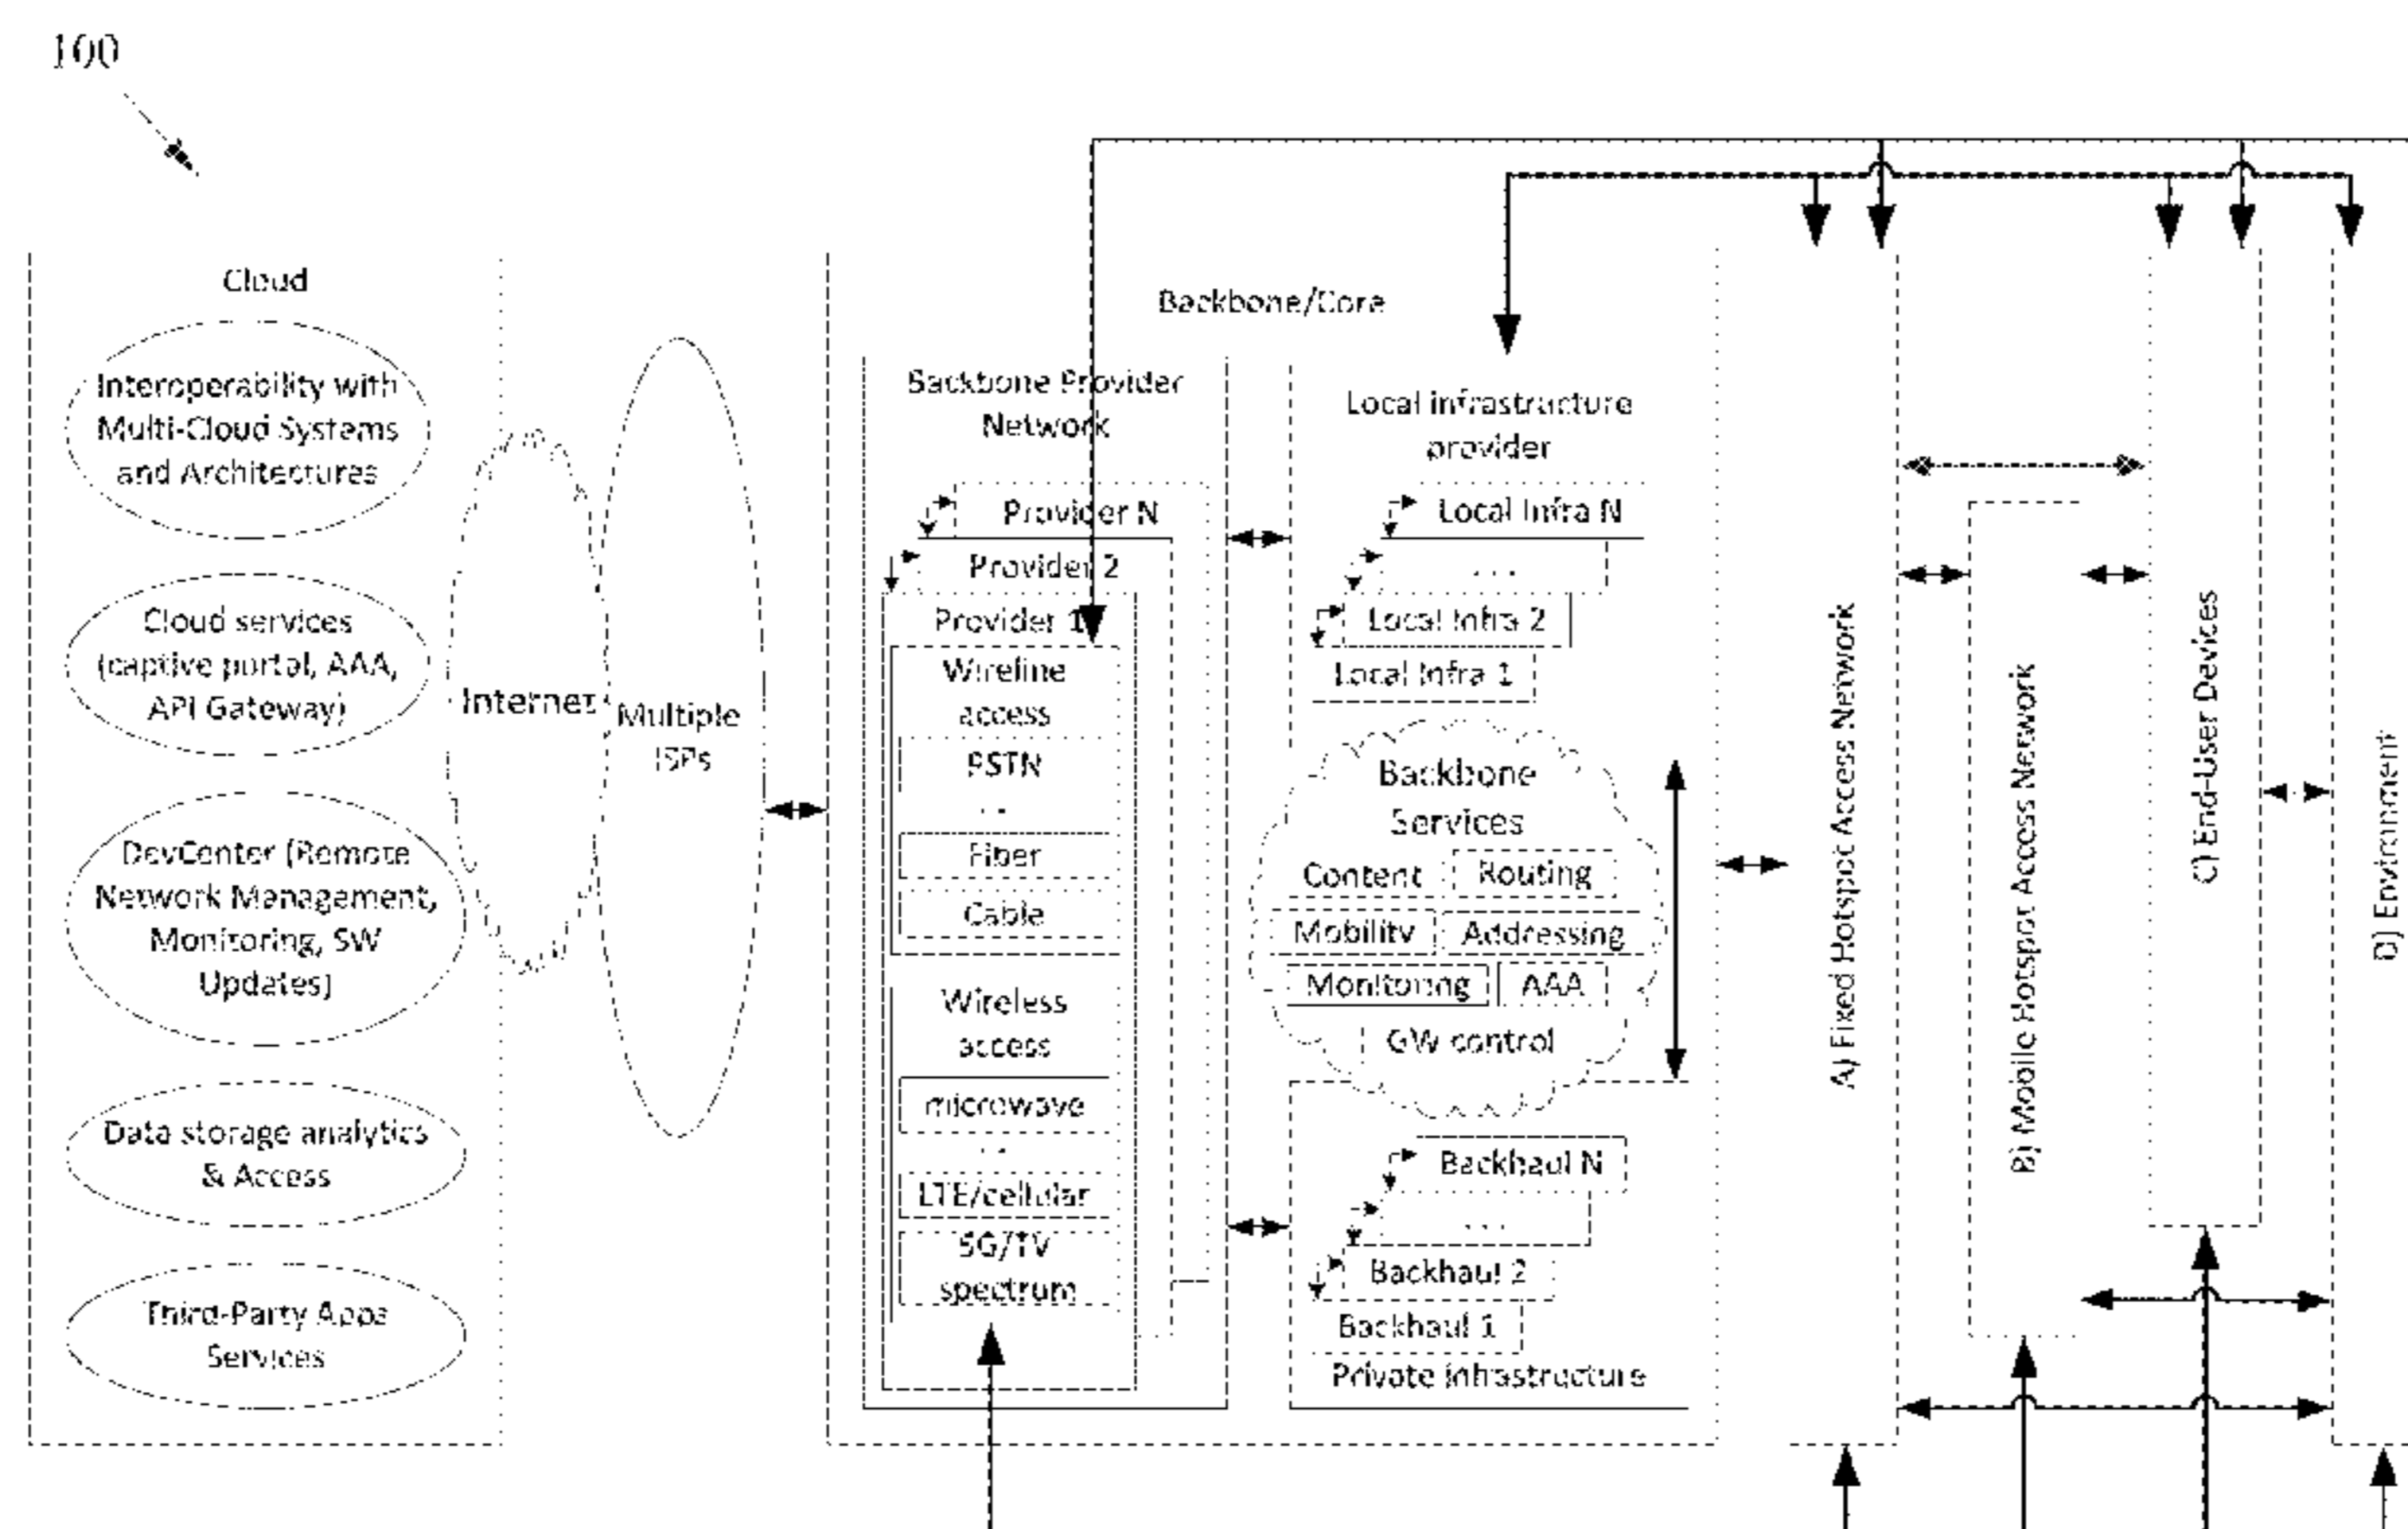 100
Cloud
Interoperability with
Multi-Cloud Systems
and Architectures
Cloud services
(captive portal, AAA,
API Gateway)
DevCenter (Remote
Network Management,
Monitoring, SW
Updates)
Data storage analytics
& Access
Third-Party Apps
Services
Internet
Multiple
ISPs
Backbone/Core
Backbone Provider
Network
Provider N
Provider 2
Provider 1
Wireline
access
PSTN
..
Fiber
Cable
Wireless
access
microwave
..
LTE/cellular
5G/TV
spectrum
Local infrastructure
provider
Local Infra N
...
Local Infra 2
Local Infra 1
Backbone
Services
Content
Routing
Mobility
Addressing
Monitoring
AAA
GW control
Backhaul N
...
Backhaul 2
Backhaul 1
Private infrastructure
A) Fixed Hotspot Access Network
B) Mobile Hotspot Access Network
C) End-User Devices
D) Environment